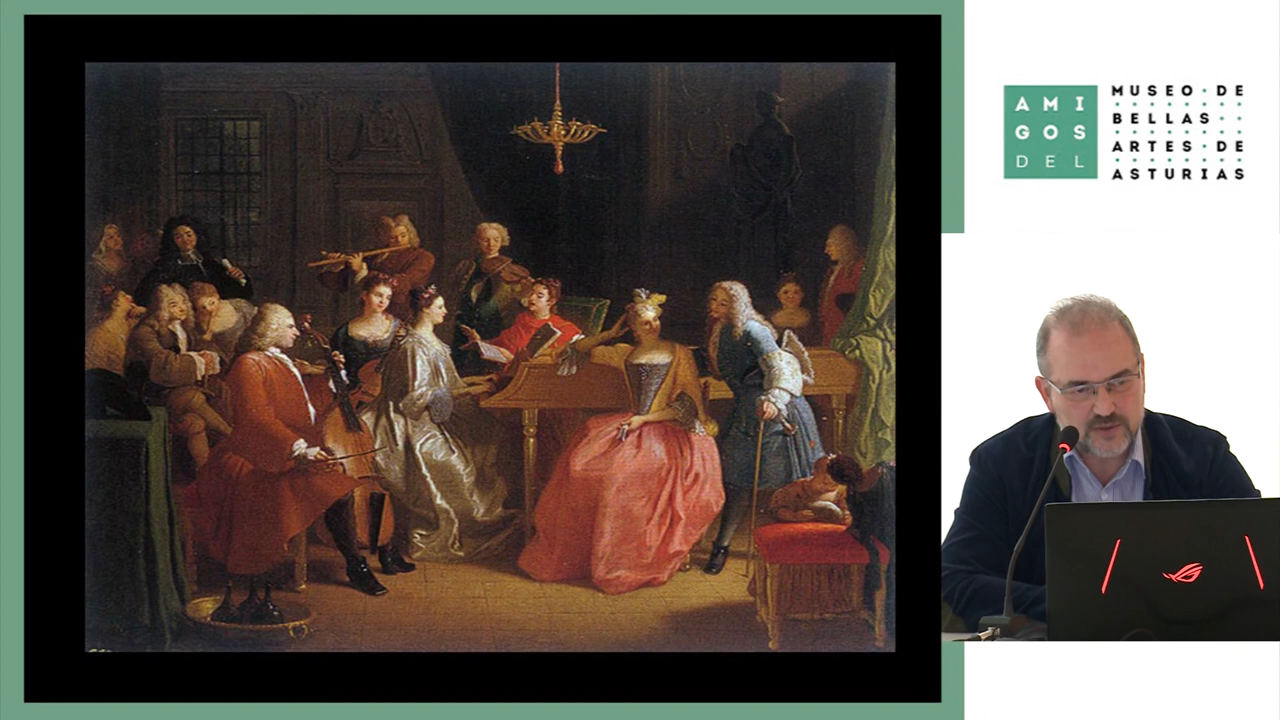 AMI
GOS
DEL
MUSEO DE
BELLAS
ARTES DE
ASTURIAS